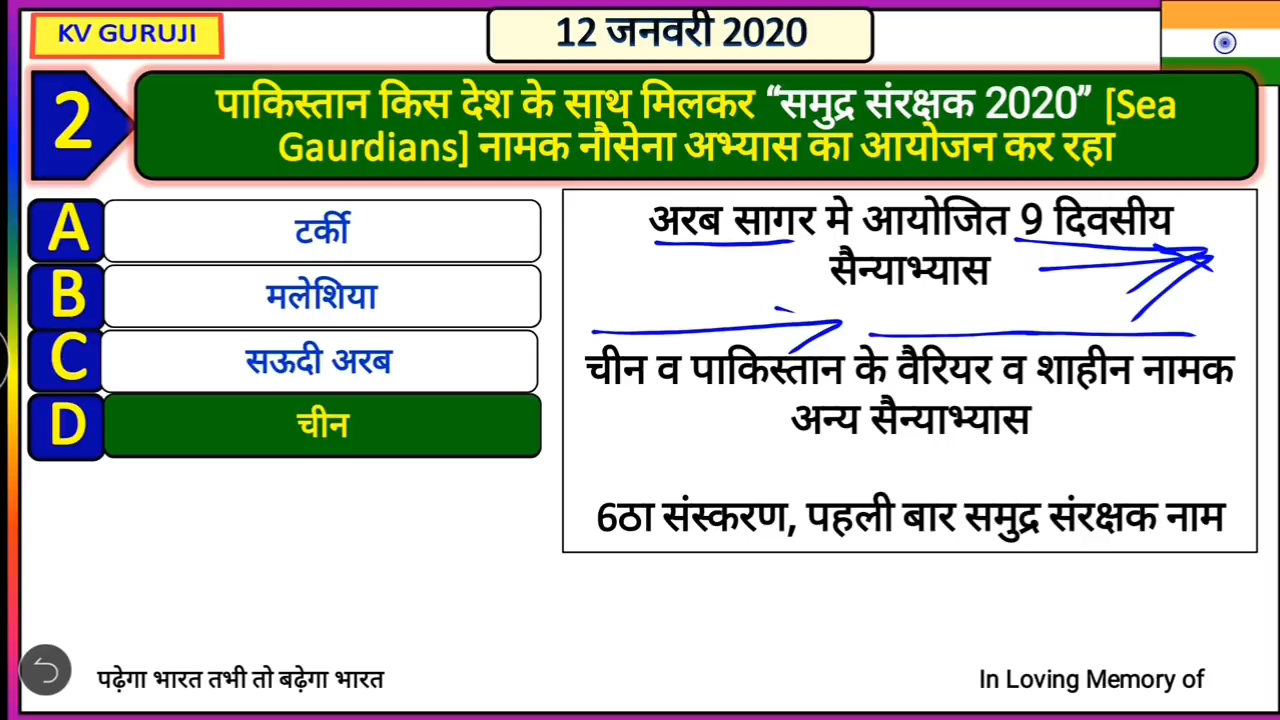 KV GURUJI
12 जनवरी 2020
2
पाकिस्तान किस देश के साथ मिलकर “समुद्र संरक्षक 2020” [Sea
Gaurdians] नामक नौसेना अभ्यास का आयोजन कर रहा
A
टर्की
B
मलेशिया
C
सऊदी अरब
D
चीन
अरब सागर मे आयोजित 9 दिवसीय
सैन्याभ्यास
चीन व पाकिस्तान के वैरियर व शाहीन नामक
अन्य सैन्याभ्यास
6ठा संस्करण, पहली बार समुद्र संरक्षक नाम
पढ़ेगा भारत तभी तो बढ़ेगा भारत
In Loving Memory of